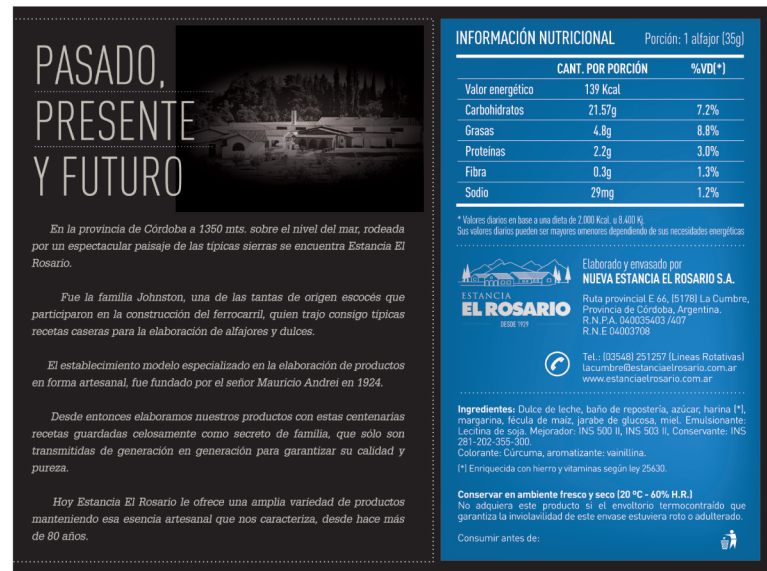 PASADO,
PRESENTE
Y FUTURO
En la provincia de Córdoba a 1350 mts. sobre el nivel del mar, rodeada
por un espectacular paisaje de las típicas sierras se encuentra Estancia El
Rosario.
Fue la familia Johnston, una de las tantas de origen escocés que
participaron en la construcción del ferrocarril, quien trajo consigo típicas
recetas caseras para la elaboración de alfajores y dulces.
El establecimiento modelo especializado en la elaboración de productos
en forma artesanal, fue fundado por el señor Mauricio Andrei en 1924.
Desde entonces elaboramos nuestros productos con estas centenarias
recetas guardadas celosamente como secreto de familia, que sólo son
transmitidas de generación en generación para garantizar su calidad y
pureza.
Hoy Estancia El Rosario le ofrece una amplia variedad de productos
manteniendo esa esencia artesanal que nos caracteriza, desde hace más
de 80 años.
INFORMACIÓN NUTRICIONAL Porción: 1 alfajor (35g)
CANT. POR PORCIÓN %VD(*)
Valor energético 139 Kcal
Carbohidratos 21.57g 7.2%
Grasas 4.8g 8.8%
Proteínas 2.2g 3.0%
Fibra 0.3g 1.3%
Sodio 29mg 1.2%
* Valores diarios en base a una dieta de 2.000 Kcal. u 8.400 Kj.
Sus valores diarios pueden ser mayores omenores dependiendo de sus necesidades energéticas
ESTANCIA
EL ROSARIO
DESDE 1929
Elaborado y envasado por
NUEVA ESTANCIA EL ROSARIO S.A.
Ruta provincial E 66, (5178) La Cumbre,
Provincia de Córdoba, Argentina.
R.N.P.A. 040035403 /407
R.N.E 04003708
Tel.: (03548) 251257 (Lineas Rotativas)
lacumbre@estanciaelrosario.com.ar
www.estanciaelrosario.com.ar
Ingredientes: Dulce de leche, baño de repostería, azúcar, harina (*),
margarina, fécula de maíz, jarabe de glucosa, miel. Emulsionante:
Lecitina de soja. Mejorador: INS 500 II, INS 503 II, Conservante: INS
281-202-355-300.
Colorante: Cúrcuma, aromatizante: vainillina.
(*) Enriquecida con hierro y vitaminas según ley 25630.
Conservar en ambiente fresco y seco (20 ºC - 60% H.R.)
No adquiera este producto si el envoltorio termocontraído que
garantiza la inviolavilidad de este envase estuviera roto o adulterado.
Consumir antes de: